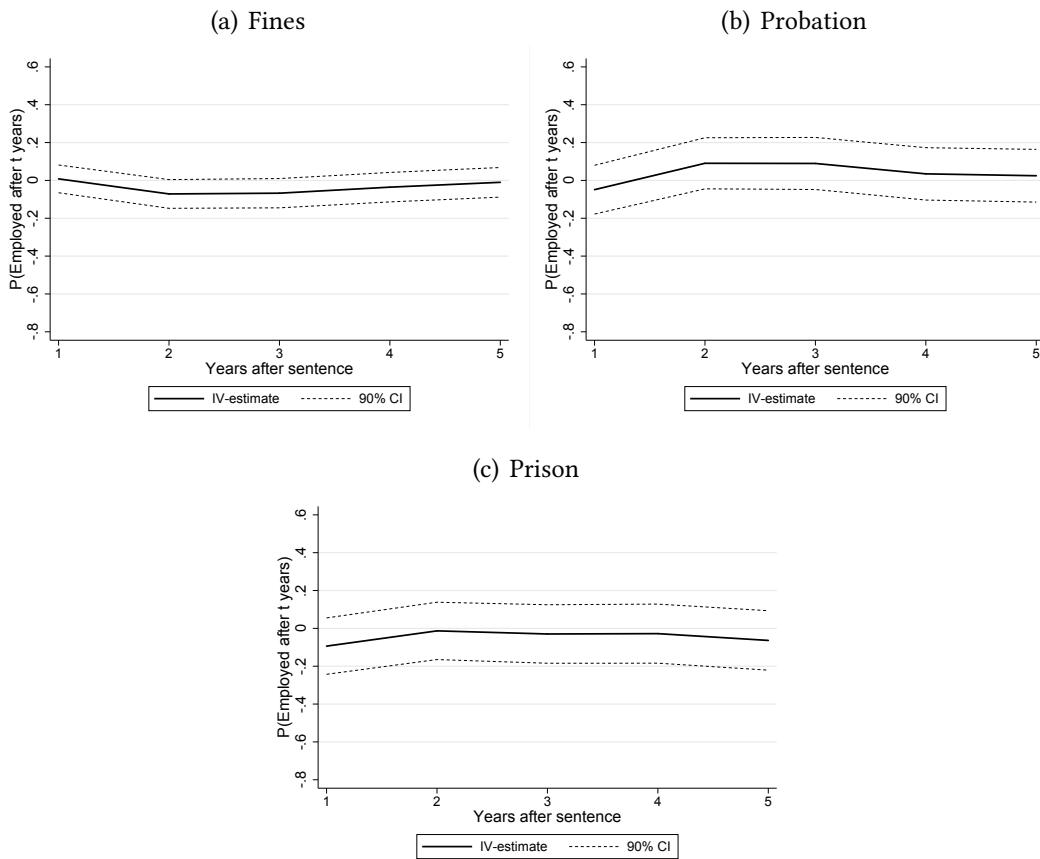 (a) Fines
P(Employed after t years)
.6
.4
.2
0
-.2
-.4
-.6
-.8
1 2 3 4 5
Years after sentence
IV-estimate 90% CI
(b) Probation
P(Employed after t years)
.6
.4
.2
0
-.2
-.4
-.6
-.8
1 2 3 4 5
Years after sentence
IV-estimate 90% CI
(c) Prison
P(Employed after t years)
.6
.4
.2
0
-.2
-.4
-.6
-.8
1 2 3 4 5
Years after sentence
IV-estimate 90% CI